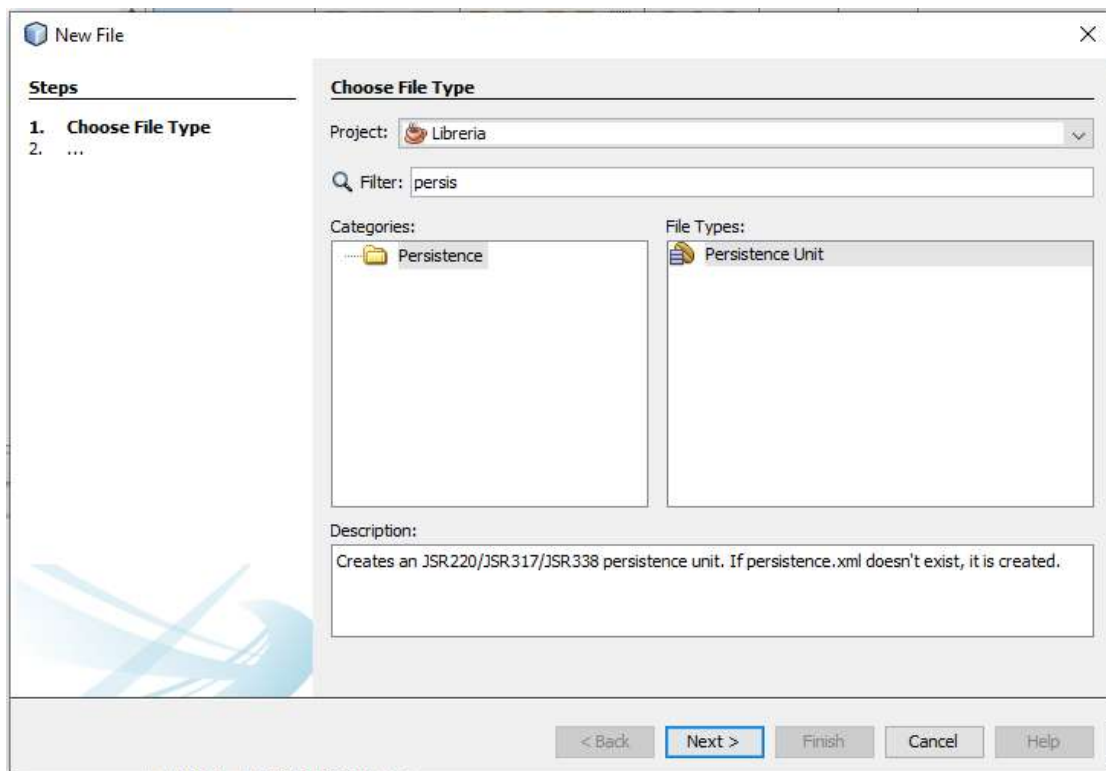 New File
Steps
1. Choose File Type
2. ...
Choose File Type
Project: Libreria
Filter: persis
Categories:
Persistence
File Types:
Persistence Unit
Description:
Creates an JSR220/JSR317/JSR338 persistence unit. If persistence.xml doesn't exist, it is created.
< Back Next > Finish Cancel Help